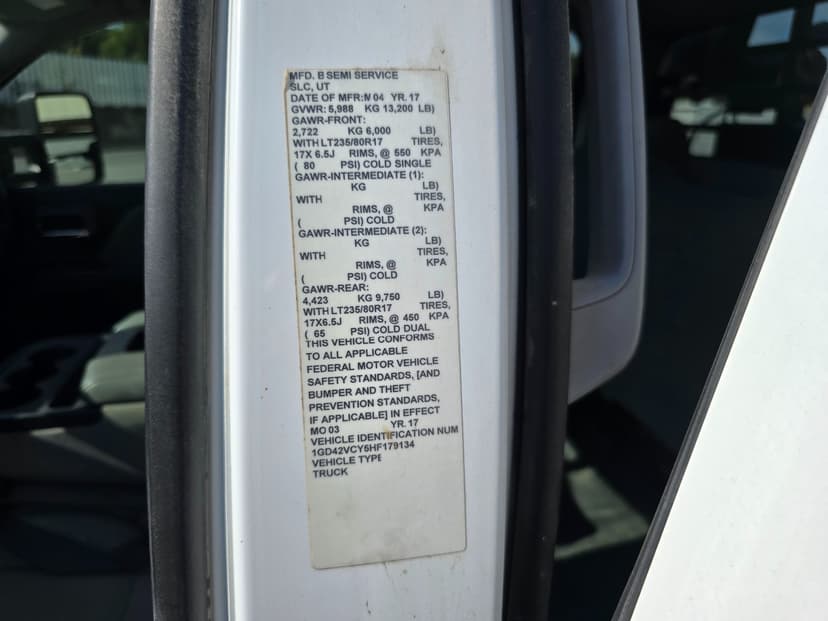 MFD. B SEMI SERVICE
SLC, UT
DATE OF MFR:M 04 YR. 17
GVWR: 5,988 KG 13,200 LB)
GAWR-FRONT:
2,722 KG 6,000 LB)
WITH LT235/80R17 TIRES,
17X 6.5J RIMS, @ 550 KPA
( 80 PSI) COLD SINGLE
GAWR-INTERMEDIATE (1):
KG LB)
WITH TIRES,
RIMS, @ KPA
( PSI) COLD
GAWR-INTERMEDIATE (2):
KG LB)
WITH TIRES,
RIMS, @ KPA
( PSI) COLD
GAWR-REAR:
4,423 KG 9,750 LB)
WITH LT235/80R17 TIRES,
17X6.5J RIMS, @ 450 KPA
( 65 PSI) COLD DUAL
THIS VEHICLE CONFORMS
TO ALL APPLICABLE
FEDERAL MOTOR VEHICLE
SAFETY STANDARDS, [AND
BUMPER AND THEFT
PREVENTION STANDARDS,
IF APPLICABLE] IN EFFECT
MO 03 YR. 17
VEHICLE IDENTIFICATION NUM
1GD42VCY5HF179134
VEHICLE TYPE
TRUCK